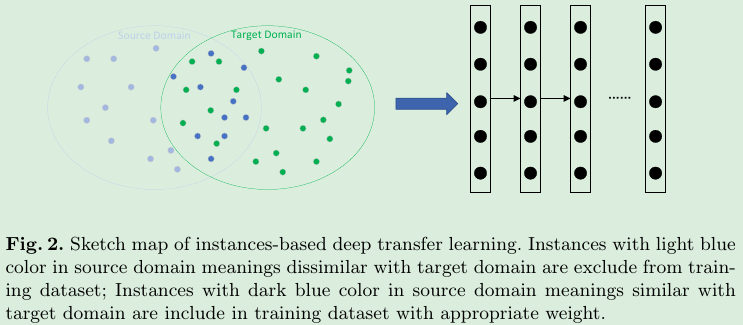 Source Domain
Target Domain
Fig. 2. Sketch map of instances-based deep transfer learning. Instances with light blue
color in source domain meanings dissimilar with target domain are exclude from train-
ing dataset; Instances with dark blue color in source domain meanings similar with
target domain are include in training dataset with appropriate weight.